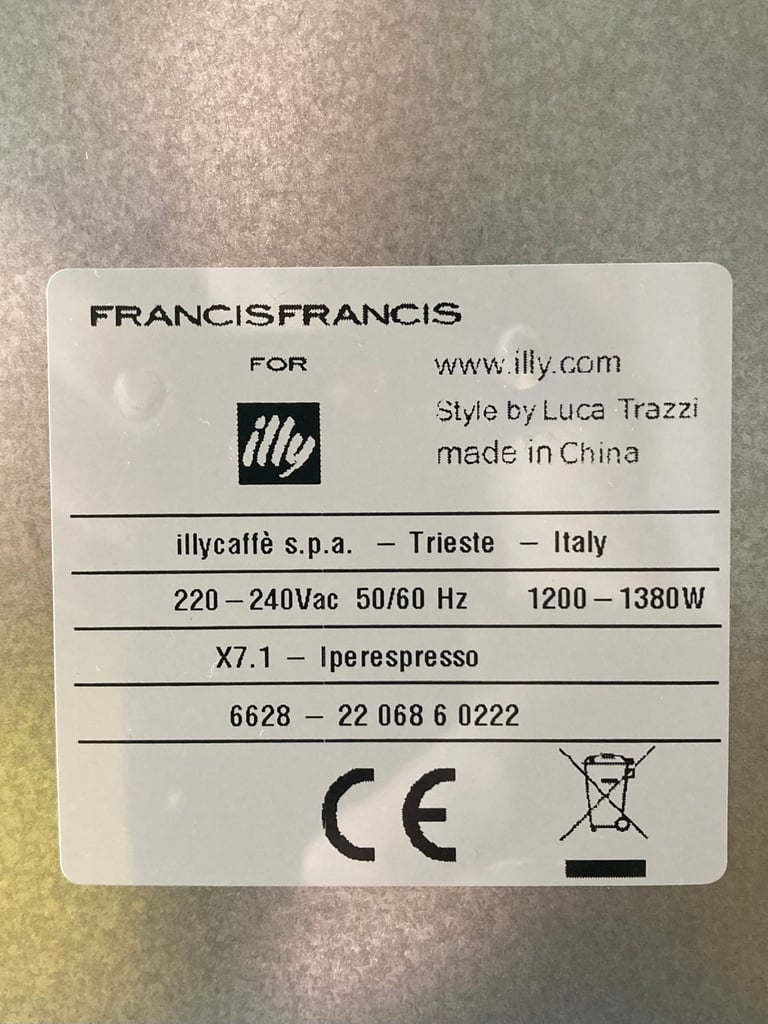 FRANCISFRANCIS
FOR
illy
www.illy.com
Style by Luca Trazzi
made in China
illycaffè s.p.a. – Trieste – Italy
220–240Vac 50/60 Hz 1200–1380W
X7.1 – Iperespresso
6628 – 22 068 6 0222
CE